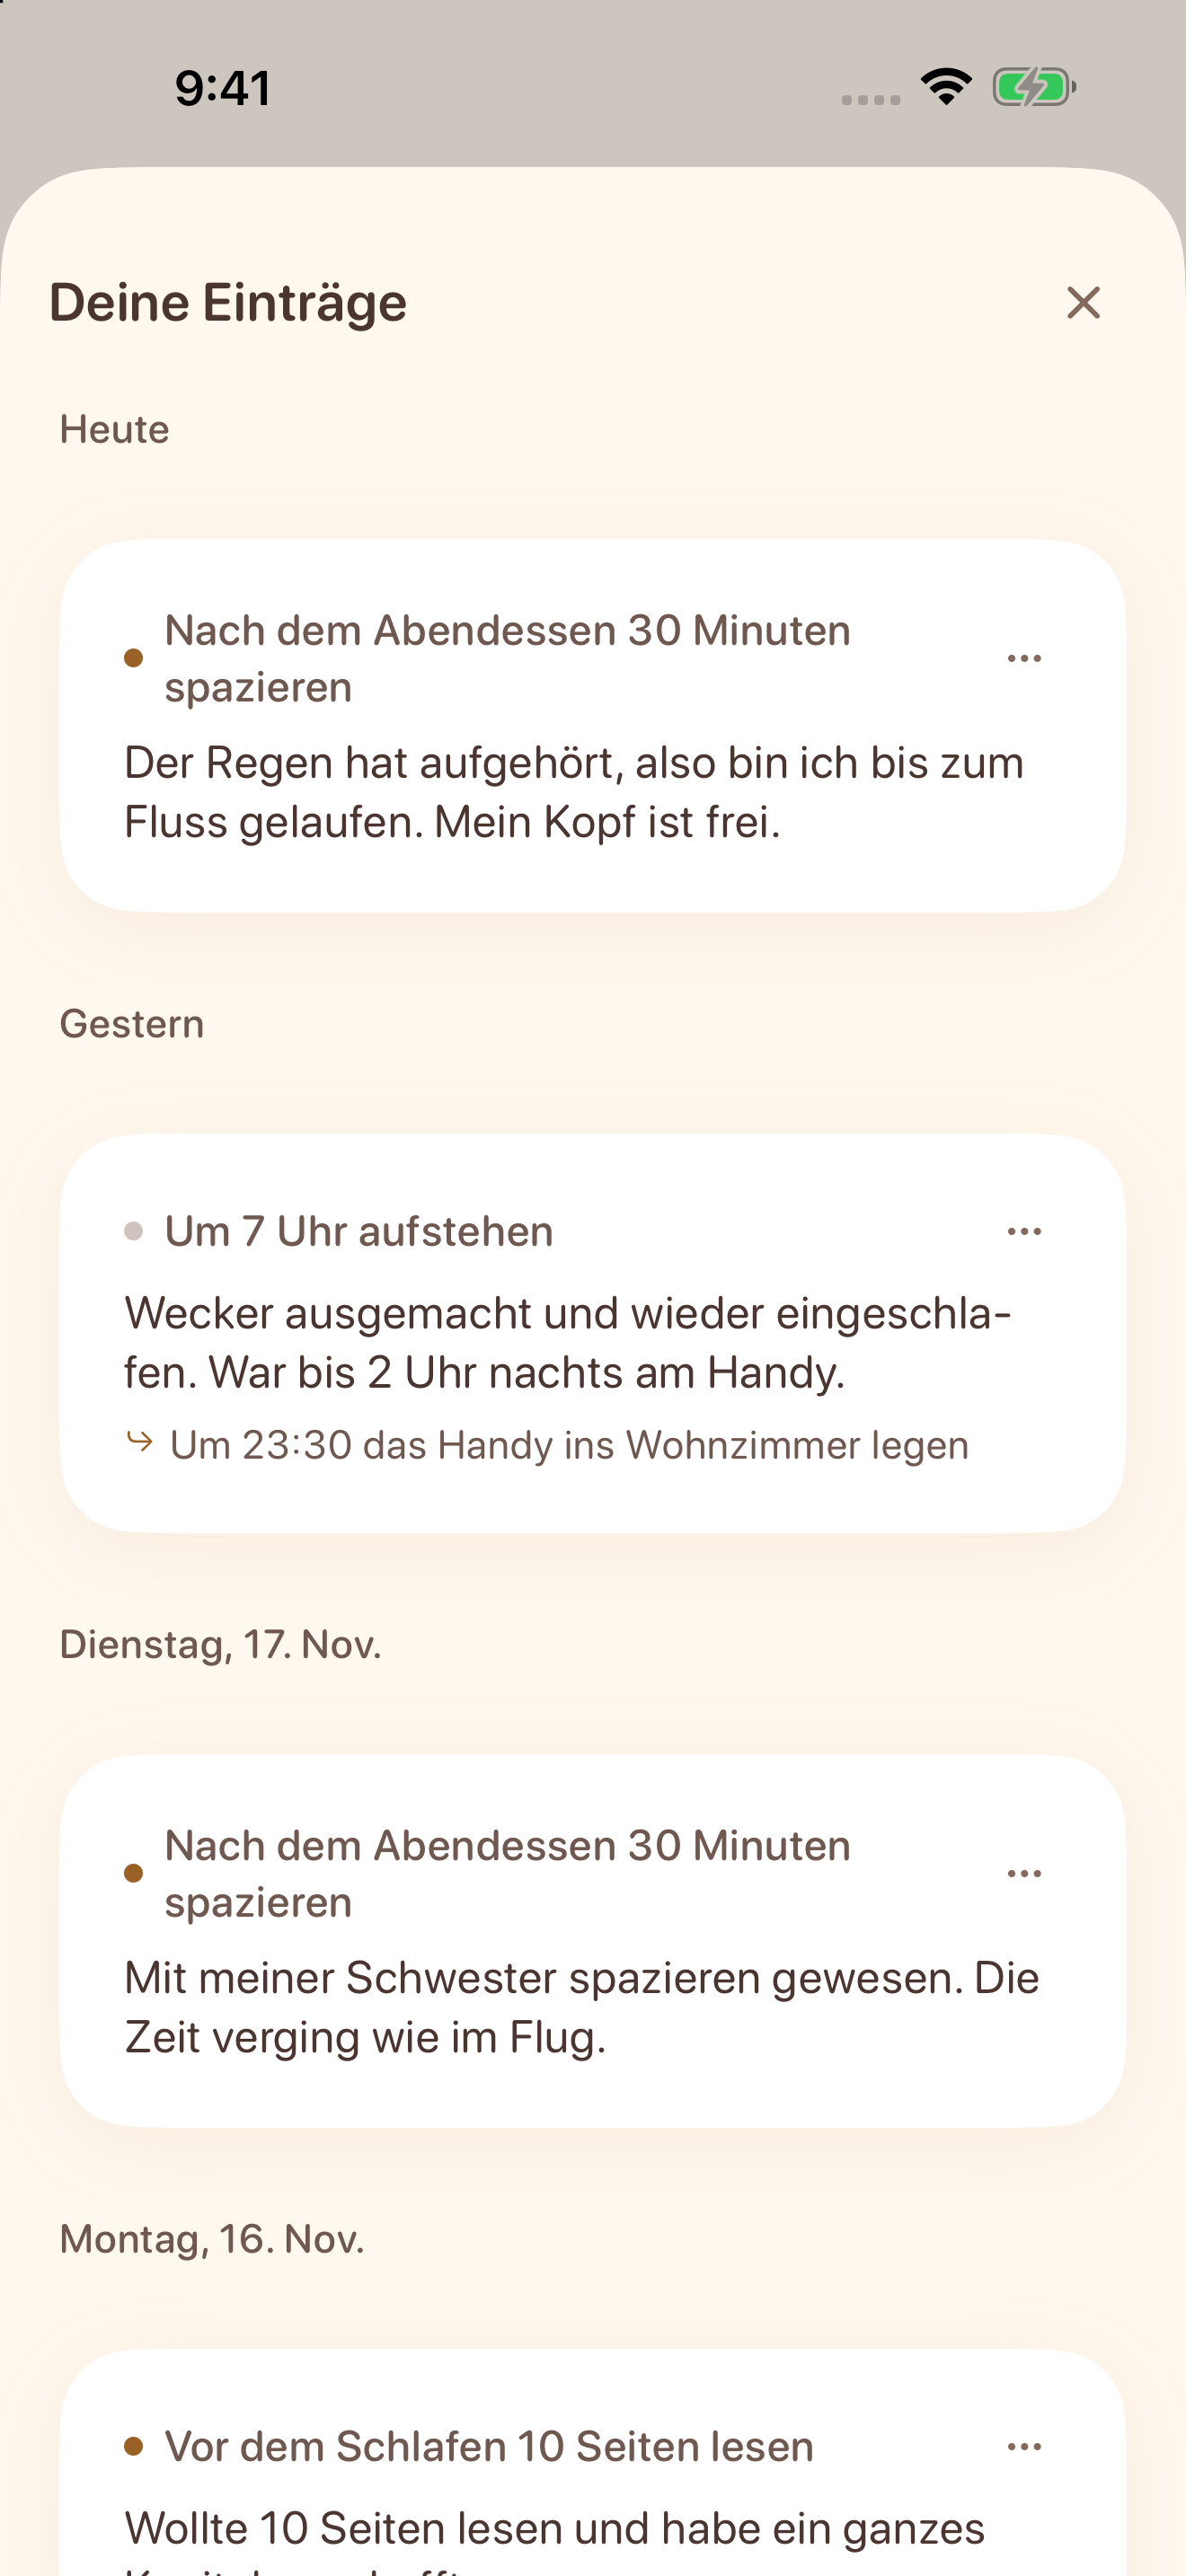 9:41
Deine Einträge
Heute
Nach dem Abendessen 30 Minuten
spazieren
Der Regen hat aufgehört, also bin ich bis zum
Fluss gelaufen. Mein Kopf ist frei.
Gestern
Um 7 Uhr aufstehen
Wecker ausgemacht und wieder eingeschla-
fen. War bis 2 Uhr nachts am Handy.
Um 23:30 das Handy ins Wohnzimmer legen
Dienstag, 17. Nov.
Nach dem Abendessen 30 Minuten
spazieren
Mit meiner Schwester spazieren gewesen. Die
Zeit verging wie im Flug.
Montag, 16. Nov.
Vor dem Schlafen 10 Seiten lesen
Wollte 10 Seiten lesen und habe ein ganzes